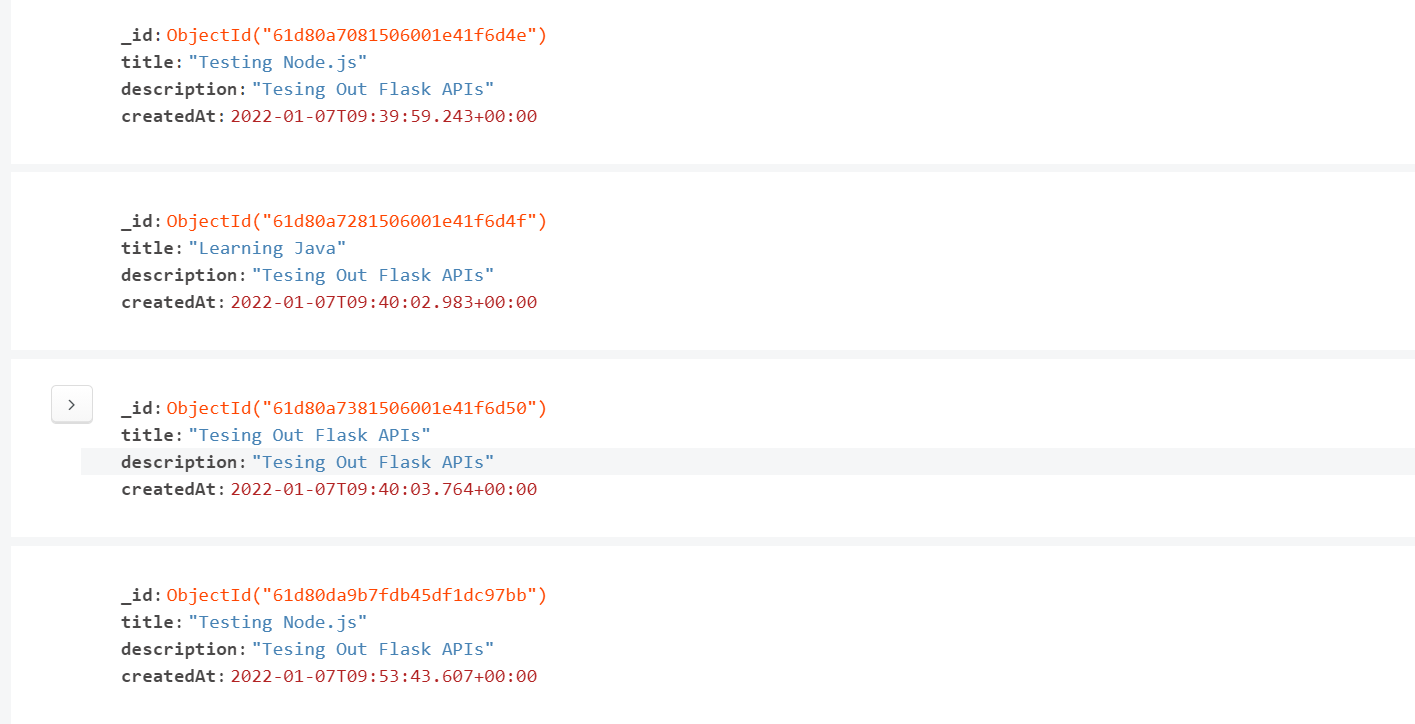 _id: ObjectId("61d80a7081506001e41f6d4e")
title: "Testing Node.js"
description: "Tesing Out Flask APIs"
createdAt: 2022-01-07T09:39:59.243+00:00
_id: ObjectId("61d80a7281506001e41f6d4f")
title: "Learning Java"
description: "Tesing Out Flask APIs"
createdAt: 2022-01-07T09:40:02.983+00:00
_id: ObjectId("61d80a7381506001e41f6d50")
title: "Tesing Out Flask APIs"
description: "Tesing Out Flask APIs"
createdAt: 2022-01-07T09:40:03.764+00:00
_id: ObjectId("61d80da9b7fdb45df1dc97bb")
title: "Testing Node.js"
description: "Tesing Out Flask APIs"
createdAt: 2022-01-07T09:53:43.607+00:00